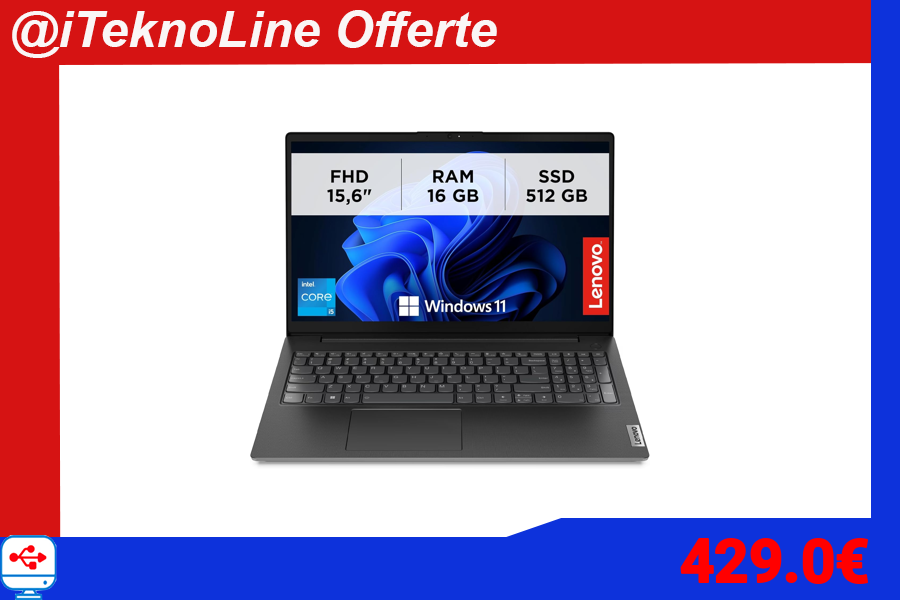 @iTeknoLine Offerte
FHD
15,6"
RAM
16 GB
SSD
512 GB
Lenovo.
intel
CORE
i5
Windows 11
Lenovo
429.0€